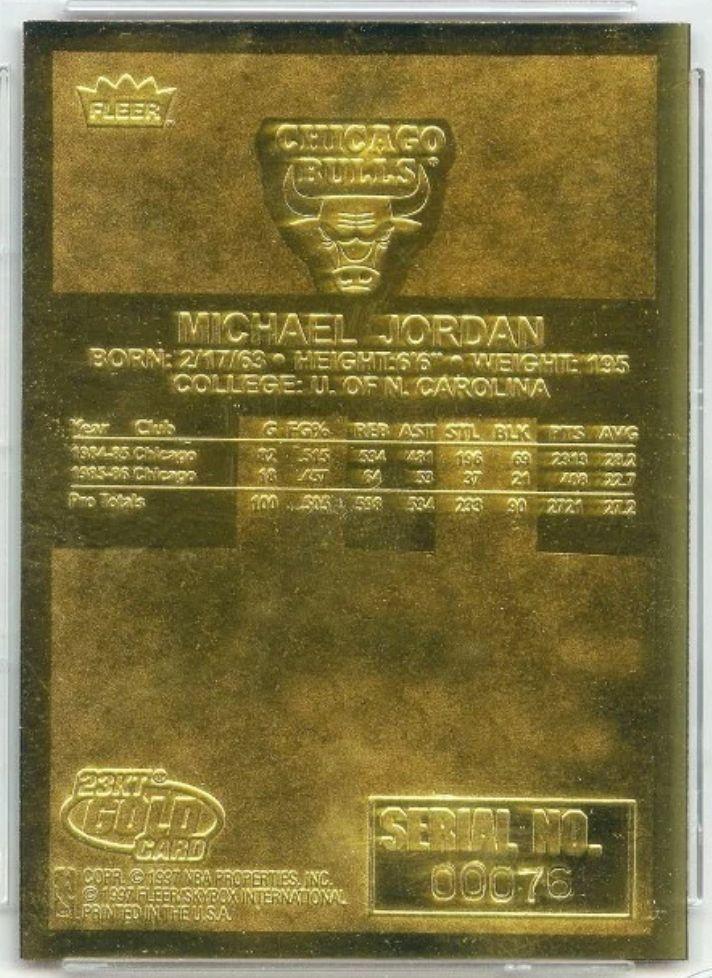 FLEER
CHICAGO
BULLS®
MICHAEL JORDAN
BORN: 2/17/63 • HEIGHT: 6'6" • WEIGHT: 195
COLLEGE: U. OF N. CAROLINA
Year Club G FG% REB AST STL BLK PTS AVG
1984-85 Chicago 82 .515 534 481 196 69 2313 28.2
1985-86 Chicago 18 .457 64 53 37 21 408 22.7
Pro Totals 100 .505 598 534 233 90 2721 27.2
23KT®
GOLD
CARD
SERIAL NO.
00076
COPR. © 1997 NBA PROPERTIES, INC.
© 1997 FLEER/SKYBOX INTERNATIONAL
PRINTED IN THE U.S.A.